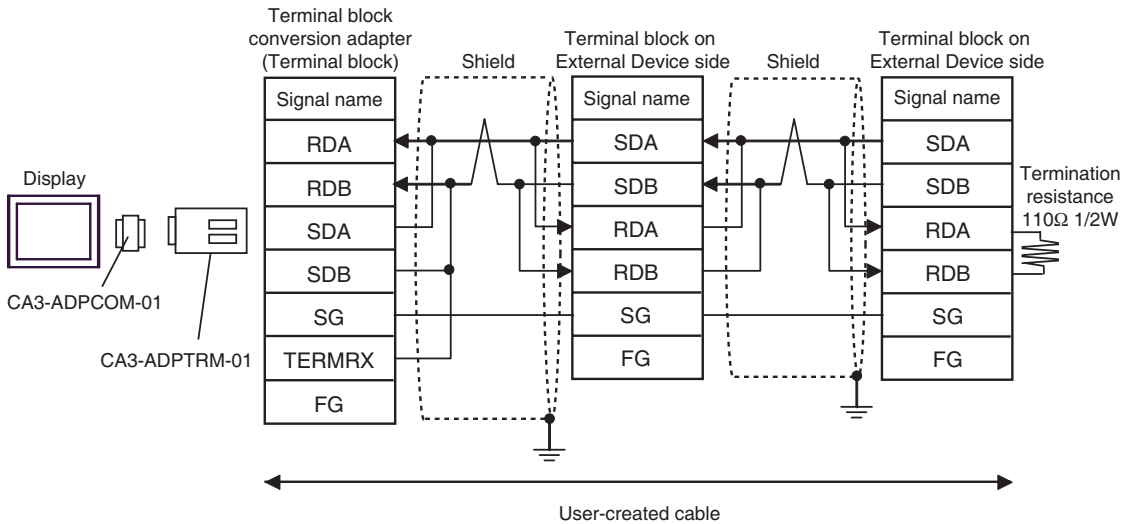 Terminal block
conversion adapter
(Terminal block)
Shield
Terminal block on
External Device side
Shield
Terminal block on
External Device side
Signal name
RDA
RDB
SDA
SDB
SG
TERMRX
FG
Signal name
SDA
SDB
RDA
RDB
SG
FG
Signal name
SDA
SDB
RDA
RDB
SG
FG
Termination
resistance
110Ω 1/2W
Display
CA3-ADPCOM-01
CA3-ADPTRM-01
User-created cable